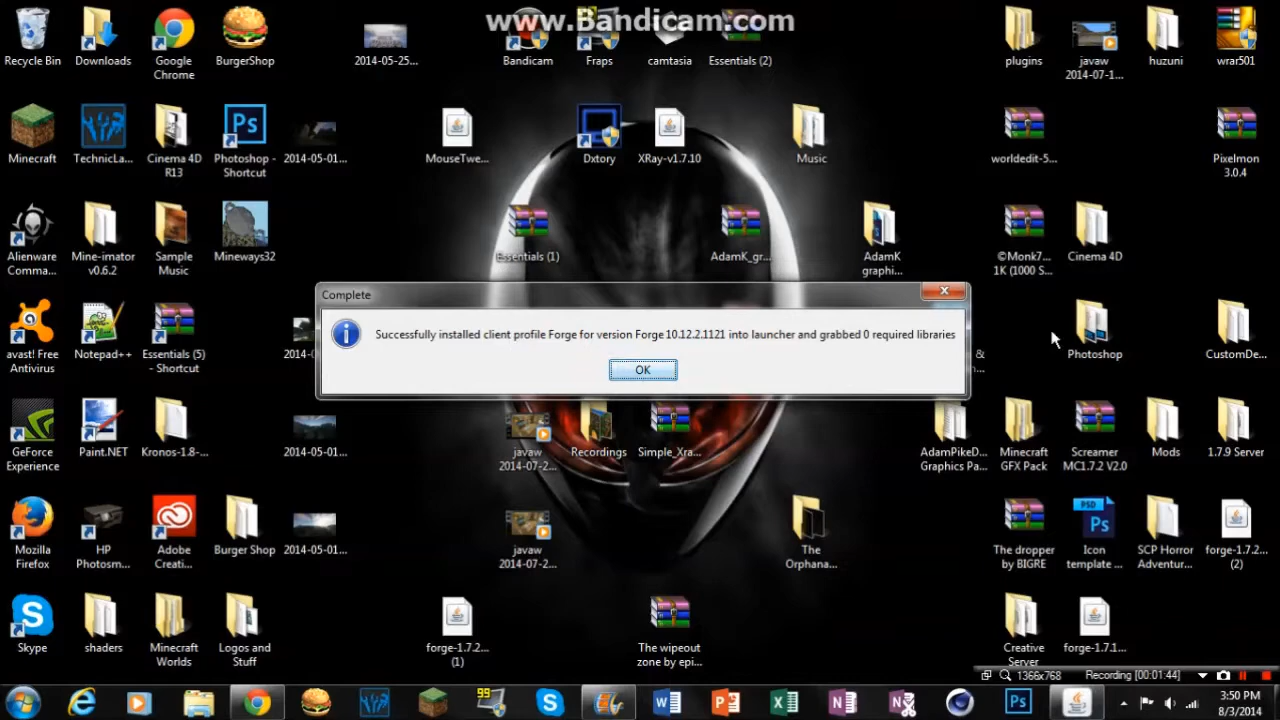 www.Bandicam.com
Recycle Bin
Downloads
Google
Chrome
BurgerShop
2014-05-25...
Bandicam
Fraps
camtasia
Essentials (2)
plugins
javaw
2014-07-1...
huzuni
wrar501
Minecraft
TechnicLa...
Cinema 4D
R13
Photoshop -
Shortcut
2014-05-01...
MouseTwe...
Dxtory
XRay-v1.7.10
Music
worldedit-5...
Pixelmon
3.0.4
Alienware
Comma...
Mine-imator
v0.6.2
Sample
Music
Mineways32
Essentials (1)
AdamK_gr...
AdamK
graphi...
©Monk7...
1K (1000 S...
Cinema 4D
Complete
Successfully installed client profile Forge for version Forge 10.12.2.1121 into launcher and grabbed 0 required libraries
OK
avast! Free
Antivirus
Notepad++
Essentials (5)
- Shortcut
2014-0
&
...
Photoshop
CustomDe...
GeForce
Experience
Paint.NET
Kronos-1.8-...
2014-05-01...
javaw
2014-07-2...
Recordings
Simple_Xra...
AdamPikeD...
Graphics Pa...
Minecraft
GFX Pack
Screamer
MC1.7.2 V2.0
Mods
1.7.9 Server
Mozilla
Firefox
HP
Photosm...
Adobe
Creati...
Burger Shop
2014-05-01...
javaw
2014-07-2...
The
Orphana...
The dropper
by BIGRE
PSD
Ps
Icon
template ...
SCP Horror
Adventur...
forge-1.7.2...
(2)
Skype
shaders
Minecraft
Worlds
Logos and
Stuff
forge-1.7.2...
(1)
The wipeout
zone by epi...
Creative
Server
forge-1.7.1...
1366x768
Recording [00:01:44]
99
3:50 PM
8/3/2014